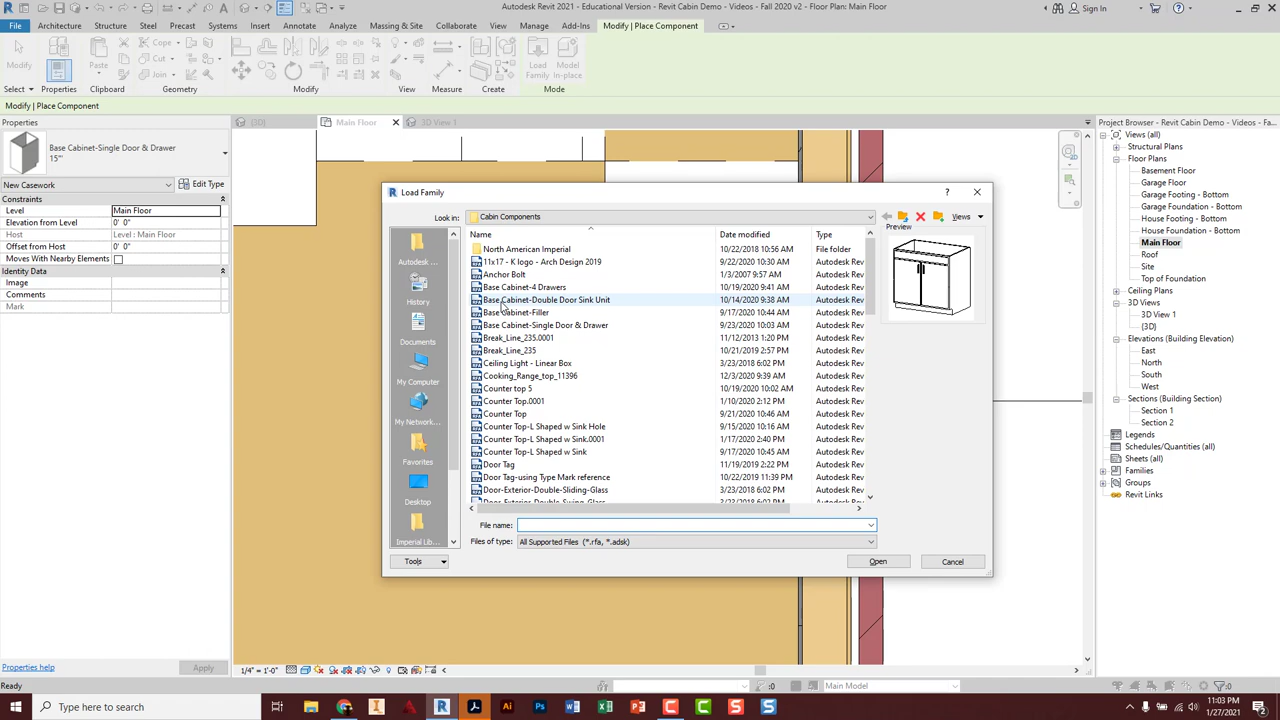 Autodesk Revit 2021 - Educational Version - Revit Cabin Demo - Videos - Fall 2020 v2 - Floor Plan: Main Floor
Sign In
File Architecture Structure Steel Precast Systems Insert Annotate Analyze Massing & Site Collaborate View Manage Add-Ins Modify | Place Component
Cope
Cut
Join
Modify
Paste
Load Family
Model In-place
Select Properties Clipboard Geometry Modify View Measure Create Mode
Modify | Place Component
Properties
{3D}
Main Floor
3D View 1
Base Cabinet-Single Door & Drawer
15"
New Casework
Edit Type
Constraints
Level Main Floor
Elevation from Level 0' 0"
Host Level : Main Floor
Offset from Host 0' 0"
Moves With Nearby Elements
Identity Data
Image
Comments
Mark
Properties help
Apply
Load Family
Look in: Cabin Components
Views
Name Date modified Type
Preview
North American Imperial 10/22/2018 10:56 AM File folder
11x17 - K logo - Arch Design 2019 9/22/2020 10:30 AM Autodesk Rev
Anchor Bolt 1/3/2007 9:57 AM Autodesk Rev
Base Cabinet-4 Drawers 10/19/2020 9:41 AM Autodesk Rev
Base Cabinet-Double Door Sink Unit 10/14/2020 9:38 AM Autodesk Rev
Base Cabinet-Filler 9/17/2020 10:44 AM Autodesk Rev
Base Cabinet-Single Door & Drawer 9/23/2020 10:03 AM Autodesk Rev
Break_Line_235.0001 11/12/2013 1:20 PM Autodesk Rev
Break_Line_235 10/21/2019 2:57 PM Autodesk Rev
Ceiling Light - Linear Box 3/23/2018 6:02 PM Autodesk Rev
Cooking_Range_top_11396 12/3/2020 9:39 AM Autodesk Rev
Counter top 5 10/19/2020 10:02 AM Autodesk Rev
Counter Top.0001 1/10/2020 2:12 PM Autodesk Rev
Counter Top 9/21/2020 10:46 AM Autodesk Rev
Counter Top-L Shaped w Sink Hole 9/15/2020 10:16 AM Autodesk Rev
Counter Top-L Shaped w Sink.0001 1/17/2020 2:40 PM Autodesk Rev
Counter Top-L Shaped w Sink 9/17/2020 10:45 AM Autodesk Rev
Door Tag 11/19/2019 2:22 PM Autodesk Rev
Door Tag-using Type Mark reference 10/22/2019 11:39 PM Autodesk Rev
Door-Exterior-Double-Sliding-Glass 3/23/2018 6:02 PM Autodesk Rev
Autodesk ...
History
Documents
My Computer
My Network...
Favorites
Desktop
Imperial Lib...
File name:
Files of type: All Supported Files (*.rfa, *.adsk)
Tools
Open
Cancel
Project Browser - Revit Cabin Demo - Videos - Fa...
Views (all)
Structural Plans
Floor Plans
Basement Floor
Garage Floor
Garage Footing - Bottom
Garage Foundation - Bottom
House Footing - Bottom
House Foundation - Bottom
Main Floor
Roof
Site
Top of Foundation
Ceiling Plans
3D Views
3D View 1
{3D}
Elevations (Building Elevation)
East
North
South
West
Sections (Building Section)
Section 1
Section 2
Legends
Schedules/Quantities (all)
Sheets (all)
Families
Groups
Revit Links
1/4" = 1'-0"
Ready
:0
Main Model
:0
Type here to search
11:03 PM
1/27/2021